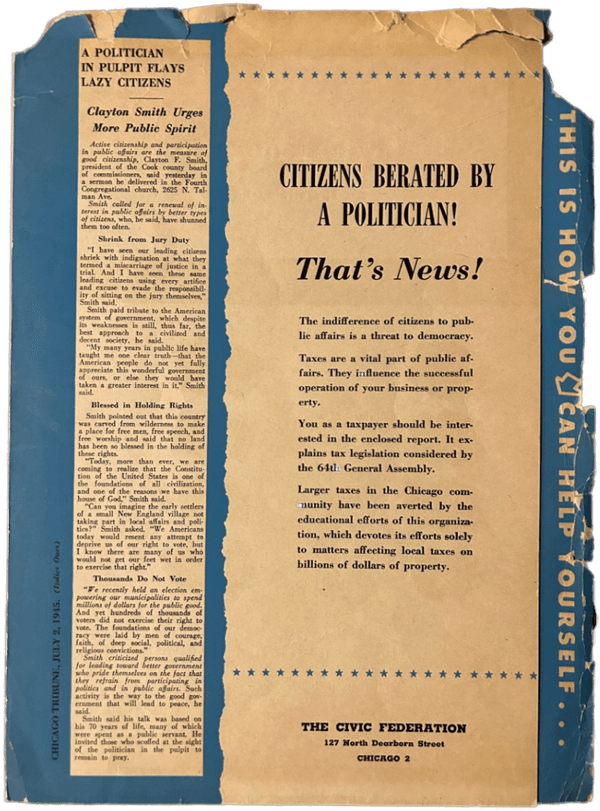 A POLITICIAN
IN PULPIT FLAYS
LAZY CITIZENS
Clayton Smith Urges
More Public Spirit
Active citizenship and participation
in public affairs are the measure of
good citizenship, Clayton F. Smith,
president of the Cook county board
of commissioners, said yesterday in
a sermon he delivered in the Fourth
Congregational church, 2625 N. Tal-
man Ave.
Smith called for a renewal of in-
terest in public affairs by better types
of citizens, who, he said, have shunned
them too often.
Shrink from Jury Duty
"I have seen our leading citizens
shriek with indignation at what they
termed a miscarriage of justice in a
trial. And I have seen these same
leading citizens using every artifice
and excuse to evade the responsibil-
ity of sitting on the jury themselves,"
Smith said.
Smith paid tribute to the American
system of government, which despite
its weaknesses is still, thus far, the
best approach to a civilized and
decent society, he said.
"My many years in public life have
taught me one clear truth—that the
American people do not yet fully
appreciate this wonderful government
of ours, or else they would have
taken a greater interest in it," Smith
said.
Blessed in Holding Rights
Smith pointed out that this country
was carved from wilderness to make
a place for free men, free speech, and
free worship and said that no land
has been so blessed in the holding of
these rights.
"Today, more than ever, we are
coming to realize that the Constitu-
tion of the United States is one of
the foundations of all civilization,
and one of the reasons we have this
house of God," Smith said.
"Can you imagine the early settlers
of a small New England village not
taking part in local affairs and poli-
tics?" Smith asked. "We Americans
today would resent any attempt to
deprive us of our right to vote, but
I know there are many of us who
would not get our feet wet in order
to exercise that right."
Thousands Do Not Vote
"We recently held an election em-
powering our municipalities to spend
millions of dollars for the public good.
And yet hundreds of thousands of
voters did not exercise their right to
vote. The foundations of our democ-
racy were laid by men of courage,
faith, of deep social, political, and
religious convictions."
Smith criticized persons qualified
for leading toward better government
who pride themselves on the fact that
they refrain from participating in
politics and in public affairs. Such
activity is the way to the good gov-
ernment that will lead to peace, he
said.
Smith said his talk was based on
his 70 years of life, many of which
were spent as a public servant. He
invited those who scoffed at the sight
of the politician in the pulpit to
remain to pray.
CHICAGO TRIBUNE, JULY 2, 1945. (Italics Ours)
CITIZENS BERATED BY
A POLITICIAN!
That's News!
The indifference of citizens to pub-
lic affairs is a threat to democracy.
Taxes are a vital part of public af-
fairs. They influence the successful
operation of your business or prop-
erty.
You as a taxpayer should be inter-
ested in the enclosed report. It ex-
plains tax legislation considered by
the 64th General Assembly.
Larger taxes in the Chicago com-
munity have been averted by the
educational efforts of this organiza-
tion, which devotes its efforts solely
to matters affecting local taxes on
billions of dollars of property.
THE CIVIC FEDERATION
127 North Dearborn Street
CHICAGO 2
THIS IS HOW YOU CAN HELP YOURSELF...